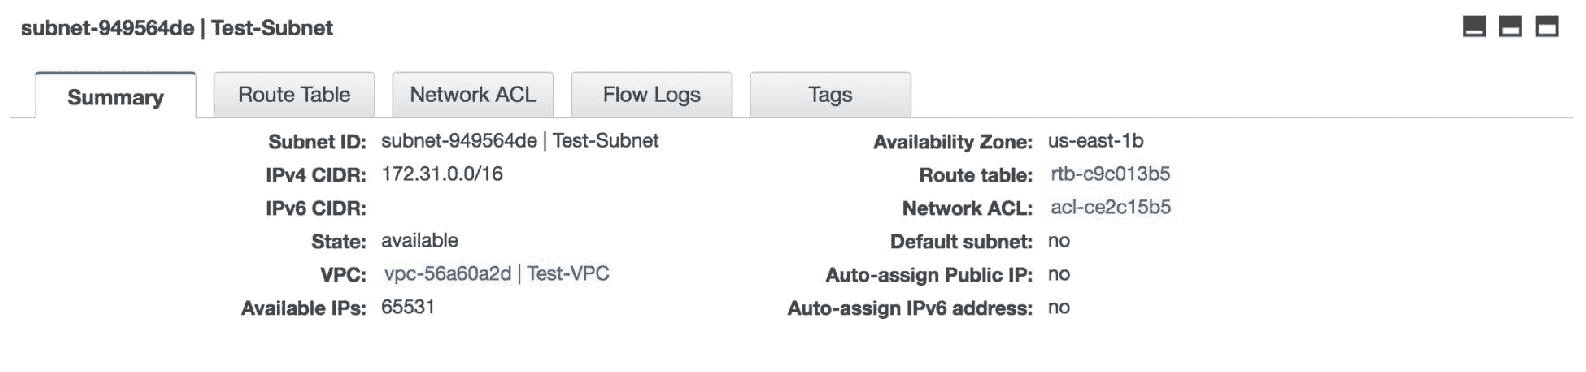 subnet-949564de | Test-Subnet
Summary Route Table Network ACL Flow Logs Tags
Subnet ID: subnet-949564de | Test-Subnet Availability Zone: us-east-1b
IPv4 CIDR: 172.31.0.0/16 Route table: rtb-c9c013b5
IPv6 CIDR: Network ACL: acl-ce2c15b5
State: available Default subnet: no
VPC: vpc-56a60a2d | Test-VPC Auto-assign Public IP: no
Available IPs: 65531 Auto-assign IPv6 address: no